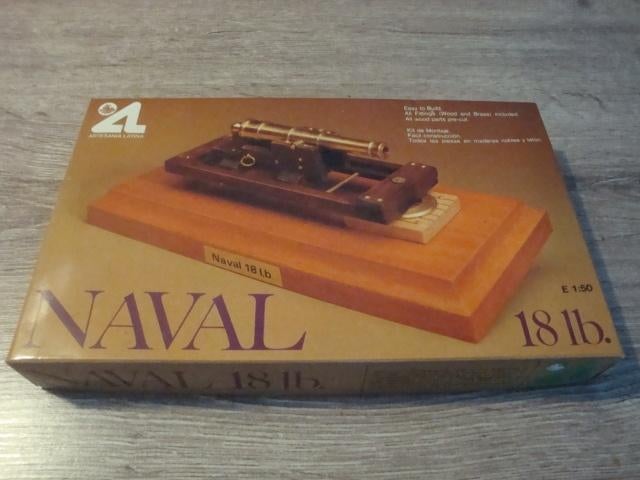 ARTESANIA LATINA
Easy to Build
All Fittings (Wood and Brass) included
All wood parts pre-cut
Kit de Montaje
Fácil construcción.
Todas las piezas en maderas nobles y latón.
Naval 18 Lb
E 1:50
NAVAL
18 lb.
NAVAL 18 lb.